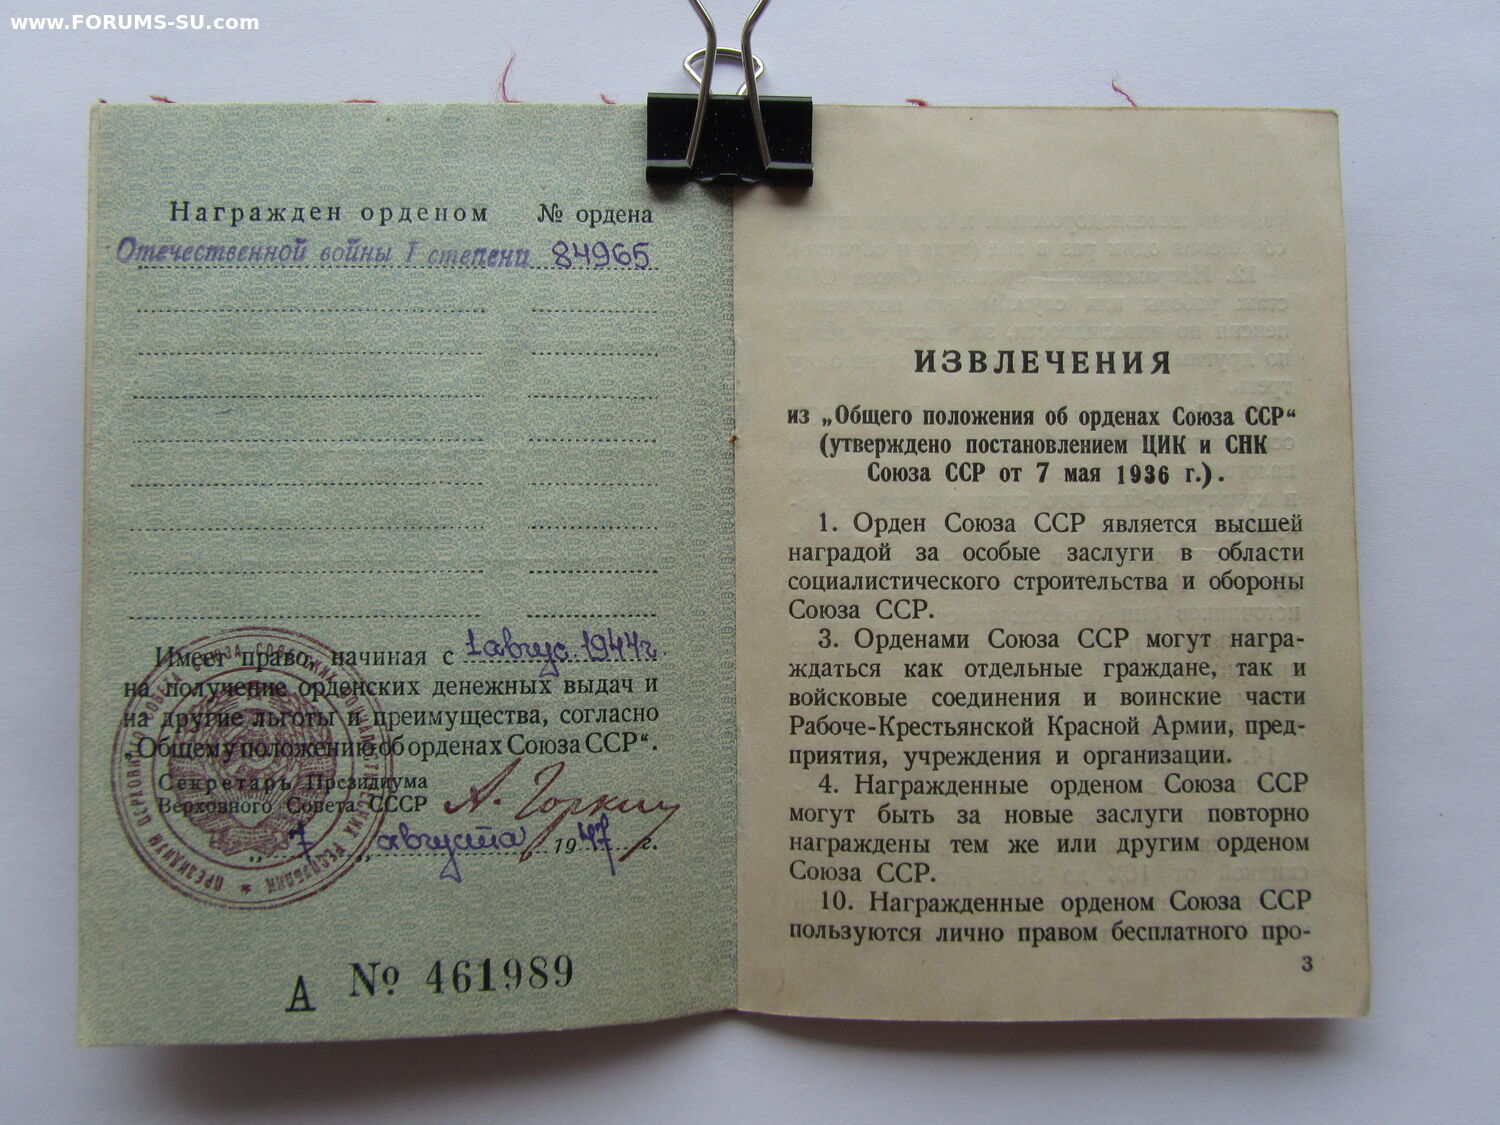 www.FORUMS-SU.com
Награжден орденом № ордена
Отечественной войны I степени 84965
Имеет право, начиная с 1 авгус. 1944г.
на получение орденских денежных выдач и
на другие льготы и преимущества, согласно
„Общему положению об орденах Союза ССР“.
Секретарь Президиума
Верховного Совета СССР А. Горкин
„ 7 „ августа 1947 г.
А № 461989
ИЗВЛЕЧЕНИЯ
из „Общего положения об орденах Союза ССР“
(утверждено постановлением ЦИК и СНК
Союза ССР от 7 мая 1936 г.).
1. Орден Союза ССР является высшей
наградой за особые заслуги в области
социалистического строительства и обороны
Союза ССР.
3. Орденами Союза ССР могут награ-
ждаться как отдельные граждане, так и
войсковые соединения и воинские части
Рабоче-Крестьянской Красной Армии, пред-
приятия, учреждения и организации.
4. Награжденные орденом Союза ССР
могут быть за новые заслуги повторно
награждены тем же или другим орденом
Союза ССР.
10. Награжденные орденом Союза ССР
пользуются лично правом бесплатного про-
3